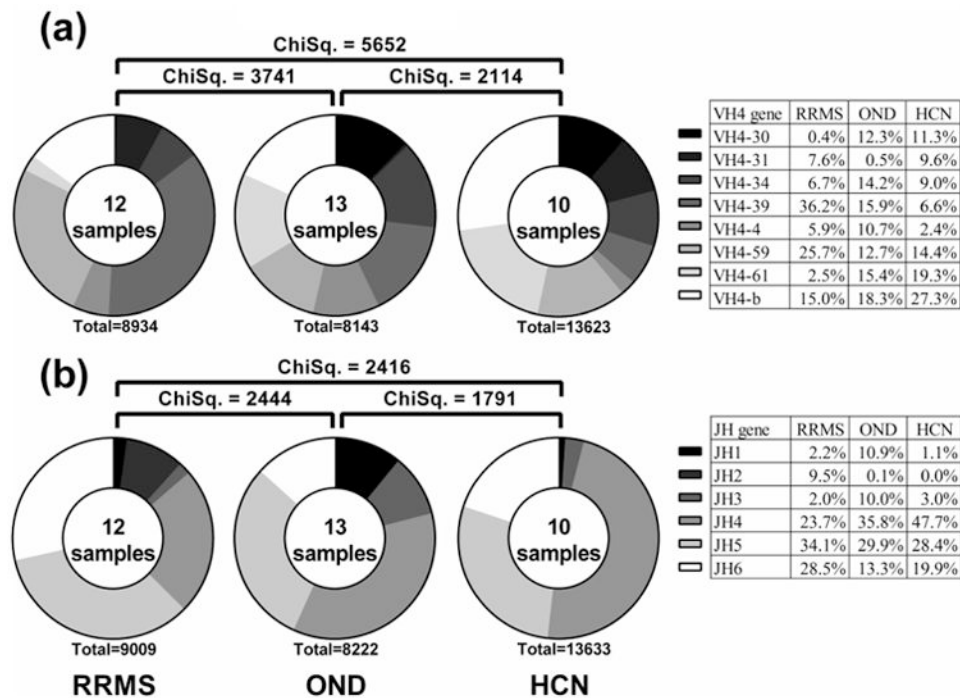 (a)
ChiSq. = 5652
ChiSq. = 3741
ChiSq. = 2114
12 samples
13 samples
10 samples
Total=8934
Total=8143
Total=13623
VH4 gene RRMS OND HCN
VH4-30 0.4% 12.3% 11.3%
VH4-31 7.6% 0.5% 9.6%
VH4-34 6.7% 14.2% 9.0%
VH4-39 36.2% 15.9% 6.6%
VH4-4 5.9% 10.7% 2.4%
VH4-59 25.7% 12.7% 14.4%
VH4-61 2.5% 15.4% 19.3%
VH4-b 15.0% 18.3% 27.3%
(b)
ChiSq. = 2416
ChiSq. = 2444
ChiSq. = 1791
12 samples
13 samples
10 samples
Total=9009
Total=8222
Total=13633
JH gene RRMS OND HCN
JH1 2.2% 10.9% 1.1%
JH2 9.5% 0.1% 0.0%
JH3 2.0% 10.0% 3.0%
JH4 23.7% 35.8% 47.7%
JH5 34.1% 29.9% 28.4%
JH6 28.5% 13.3% 19.9%
RRMS
OND
HCN